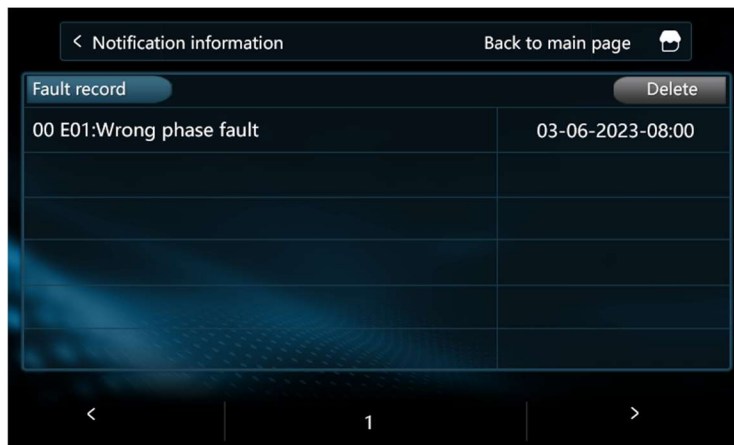 < Notification information Back to main page
Fault record Delete
00 E01:Wrong phase fault 03-06-2023-08:00
< 1 >